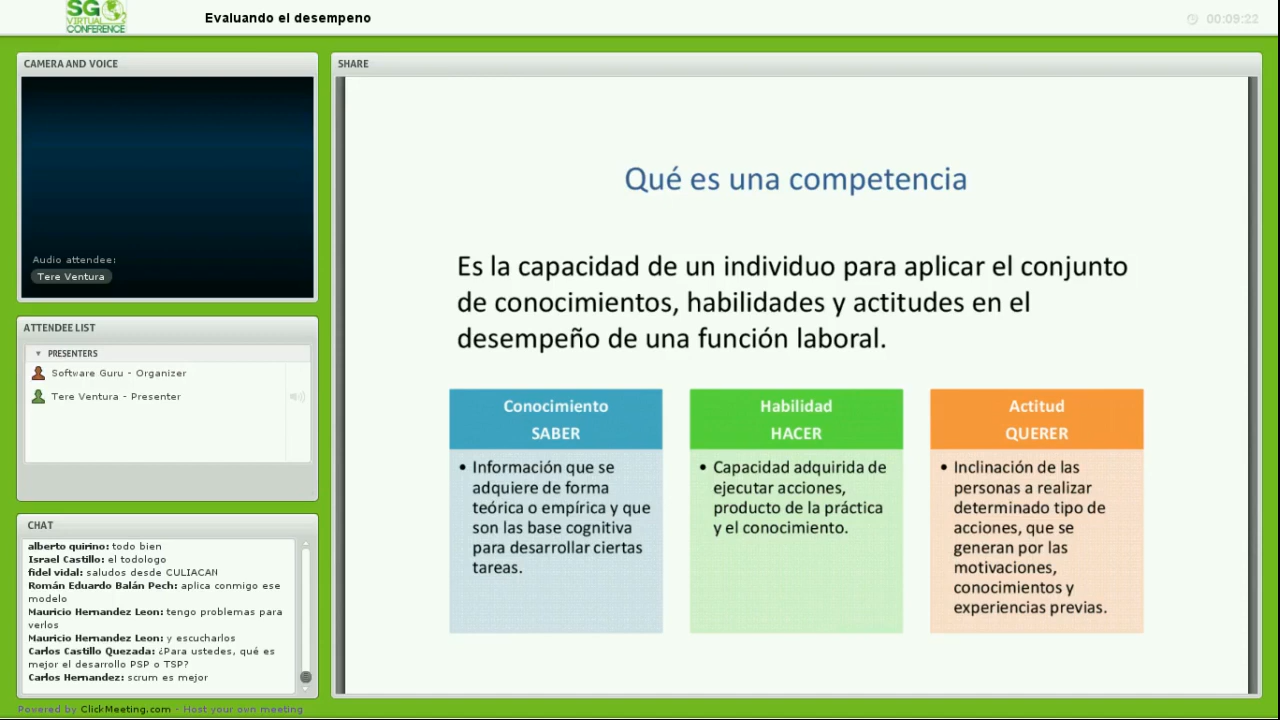 SG
VIRTUAL
CONFERENCE
Evaluando el desempeno
00:09:22
CAMERA AND VOICE
Audio attendee:
Tere Ventura
ATTENDEE LIST
PRESENTERS
Software Guru - Organizer
Tere Ventura - Presenter
CHAT
alberto quirino: todo bien
Israel Castillo: el todologo
fidel vidal: saludos desde CULIACAN
Román Eduardo Balán Pech: aplica conmigo ese
modelo
Mauricio Hernandez Leon: tengo problemas para
verlos
Mauricio Hernandez Leon: y escucharlos
Carlos Castillo Quezada: ¿Para ustedes, qué es
mejor el desarrollo PSP o TSP?
Carlos Hernandez: scrum es mejor
Powered by ClickMeeting.com - Host your own meeting
SHARE
Qué es una competencia
Es la capacidad de un individuo para aplicar el conjunto
de conocimientos, habilidades y actitudes en el
desempeño de una función laboral.
Conocimiento
SABER
• Información que se
adquiere de forma
teórica o empírica y que
son las base cognitiva
para desarrollar ciertas
tareas.
Habilidad
HACER
• Capacidad adquirida de
ejecutar acciones,
producto de la práctica
y el conocimiento.
Actitud
QUERER
• Inclinación de las
personas a realizar
determinado tipo de
acciones, que se
generan por las
motivaciones,
conocimientos y
experiencias previas.